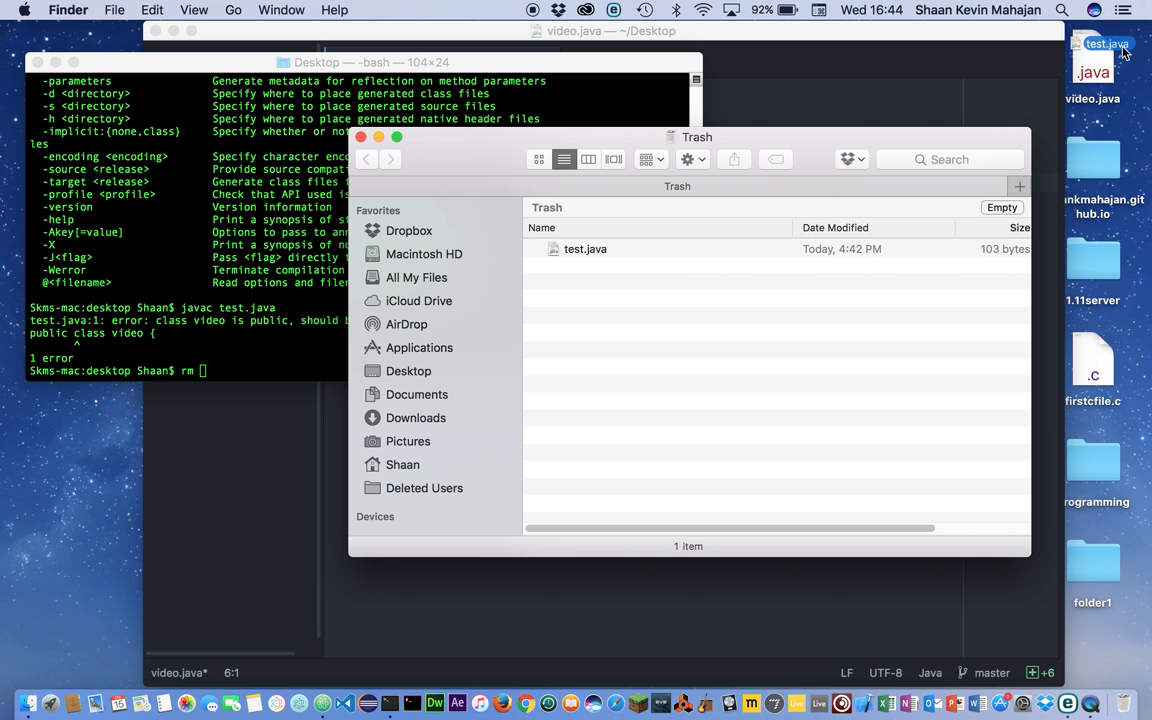 Finder File Edit View Go Window Help 92% Wed 16:44 Shaan Kevin Mahajan
video.java — ~/Desktop
test.java
.java
video.java
Desktop — -bash — 104×24
-parameters Generate metadata for reflection on method parameters
-d <directory> Specify where to place generated class files
-s <directory> Specify where to place generated source files
-h <directory> Specify where to place generated native header files
-implicit:{none,class} Specify whether or not
les
-encoding <encoding> Specify character enc
-source <release> Provide source compat
-target <release> Generate class files f
-profile <profile> Check that API used is
-version Version information
-help Print a synopsis of st
-Akey[=value] Options to pass to ann
-X Print a synopsis of no
-J<flag> Pass <flag> directly t
-Werror Terminate compilation
@<filename> Read options and filen
Skms-mac:desktop Shaan$ javac test.java
test.java:1: error: class video is public, should b
public class video {
^
1 error
Skms-mac:desktop Shaan$ rm
Trash
Search
Trash
Favorites
Dropbox
Macintosh HD
All My Files
iCloud Drive
AirDrop
Applications
Desktop
Documents
Downloads
Pictures
Shaan
Deleted Users
Devices
Trash Empty
Name Date Modified Size
test.java Today, 4:42 PM 103 bytes
1 item
ankmahajan.git
hub.io
1.11server
.c
firstcfile.c
rogramming
folder1
video.java* 6:1 LF UTF-8 Java master +6